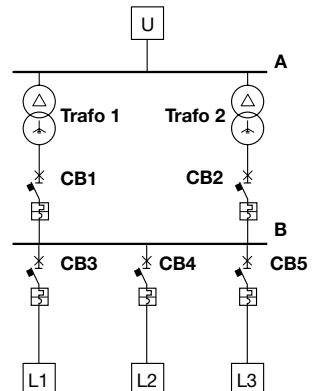 U
A
Trafo 1 Trafo 2
CB1 CB2
B
CB3 CB4 CB5
L1 L2 L3